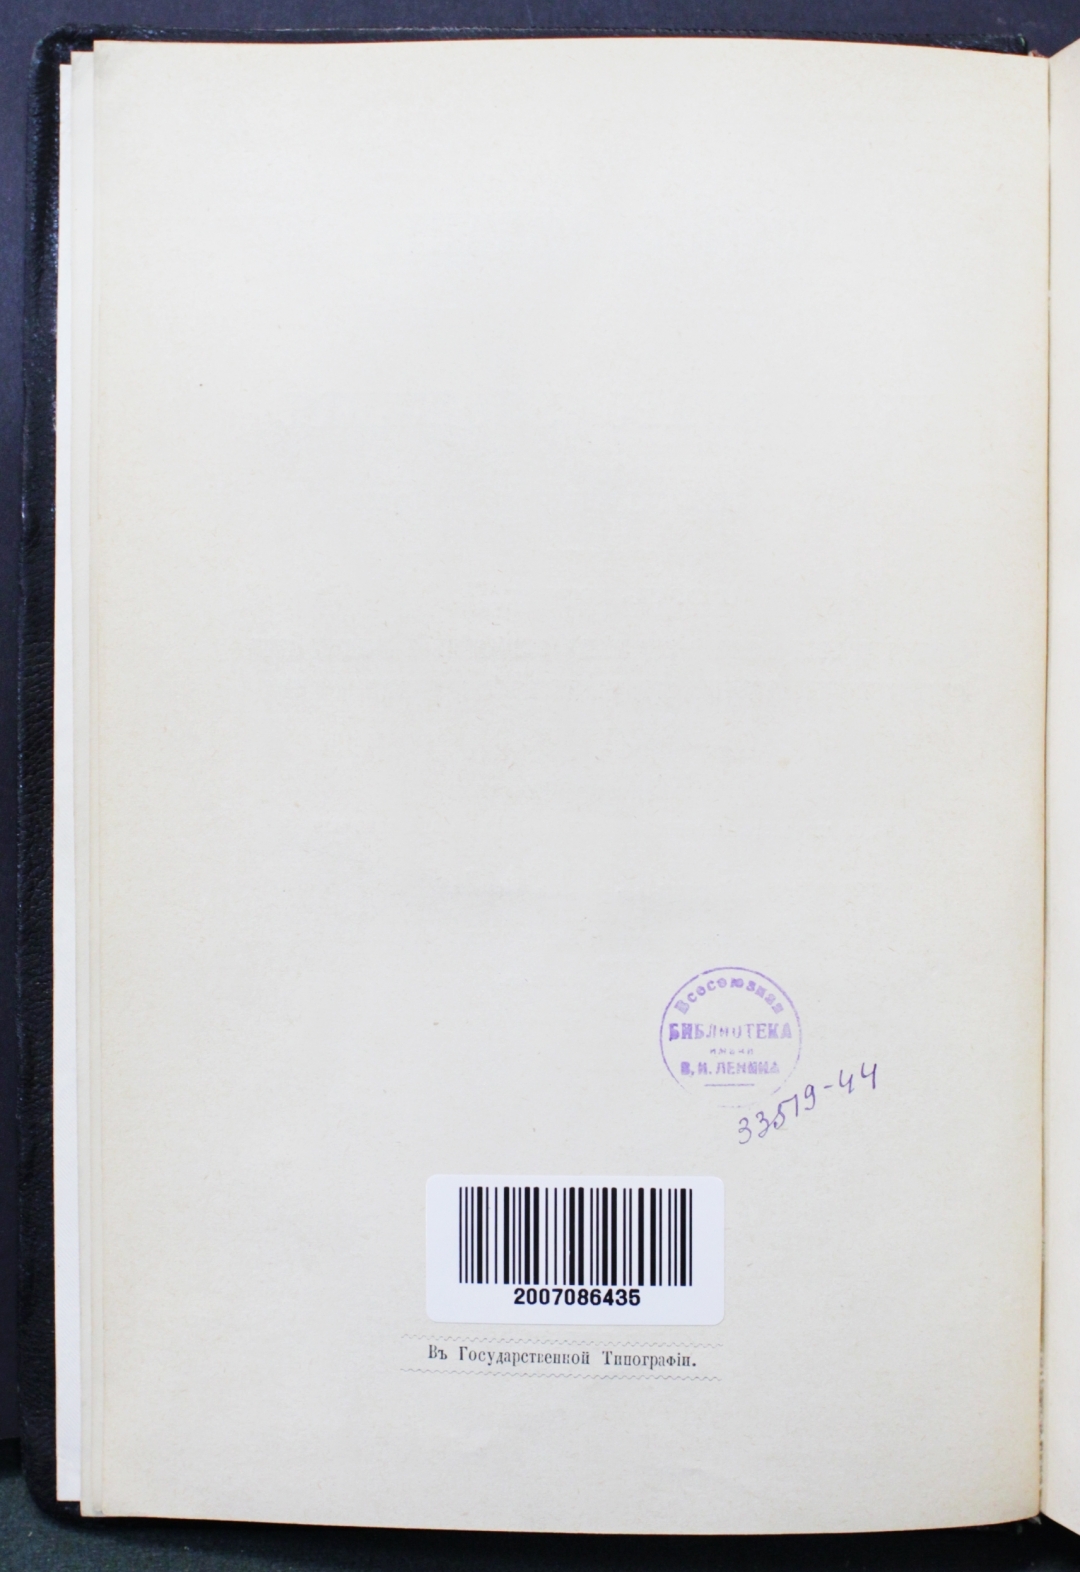 Всесоюзная
БИБЛИОТЕКА
имени
В. И. ЛЕНИНА
33519-44
2007086435
Въ Государственной Типографіи.